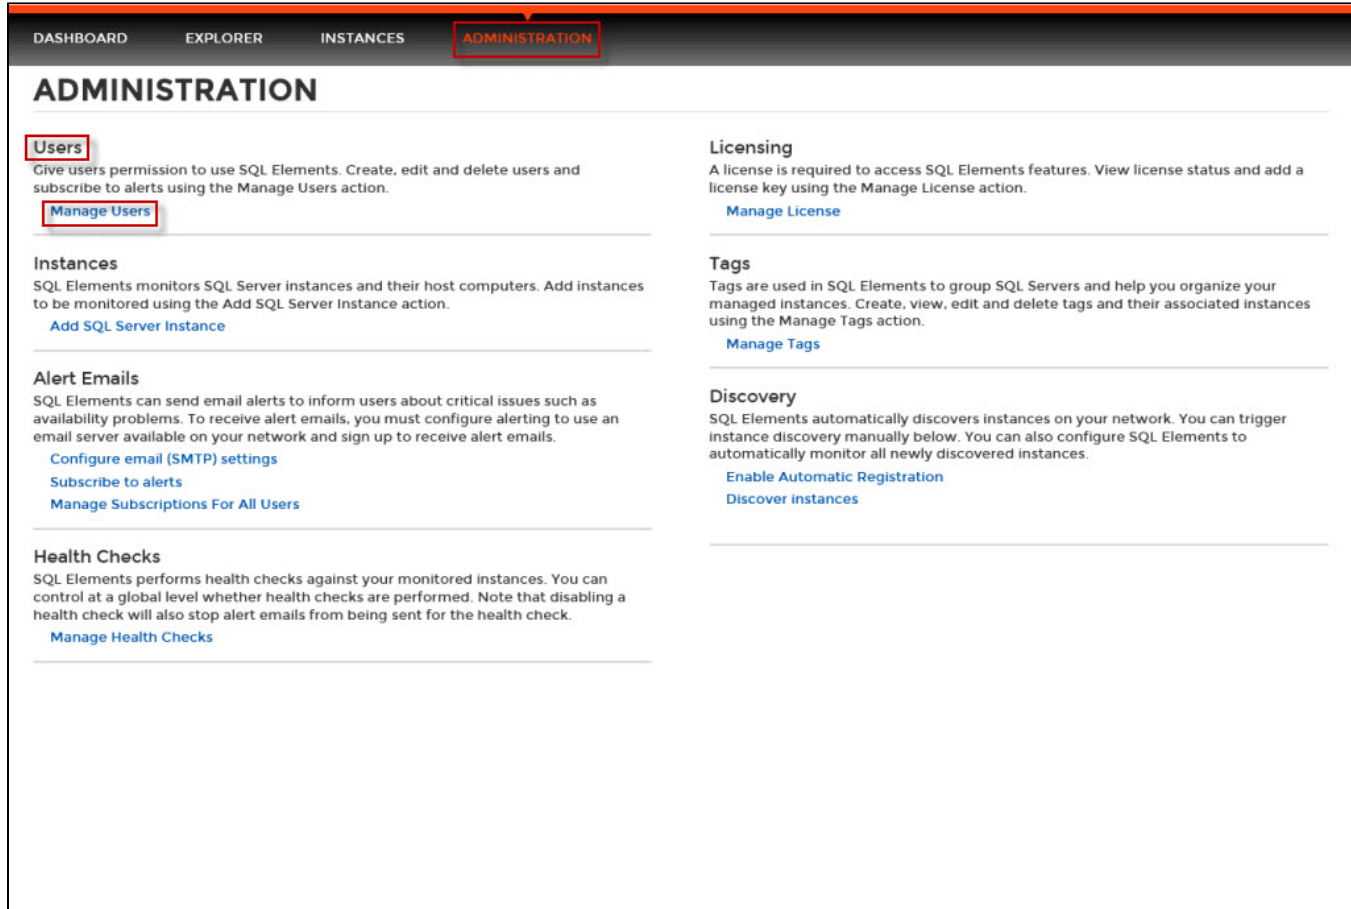 DASHBOARD EXPLORER INSTANCES ADMINISTRATION
ADMINISTRATION
Users
Give users permission to use SQL Elements. Create, edit and delete users and
subscribe to alerts using the Manage Users action.
Manage Users
Instances
SQL Elements monitors SQL Server instances and their host computers. Add instances
to be monitored using the Add SQL Server Instance action.
Add SQL Server Instance
Alert Emails
SQL Elements can send email alerts to inform users about critical issues such as
availability problems. To receive alert emails, you must configure alerting to use an
email server available on your network and sign up to receive alert emails.
Configure email (SMTP) settings
Subscribe to alerts
Manage Subscriptions For All Users
Health Checks
SQL Elements performs health checks against your monitored instances. You can
control at a global level whether health checks are performed. Note that disabling a
health check will also stop alert emails from being sent for the health check.
Manage Health Checks
Licensing
A license is required to access SQL Elements features. View license status and add a
license key using the Manage License action.
Manage License
Tags
Tags are used in SQL Elements to group SQL Servers and help you organize your
managed instances. Create, view, edit and delete tags and their associated instances
using the Manage Tags action.
Manage Tags
Discovery
SQL Elements automatically discovers instances on your network. You can trigger
instance discovery manually below. You can also configure SQL Elements to
automatically monitor all newly discovered instances.
Enable Automatic Registration
Discover instances